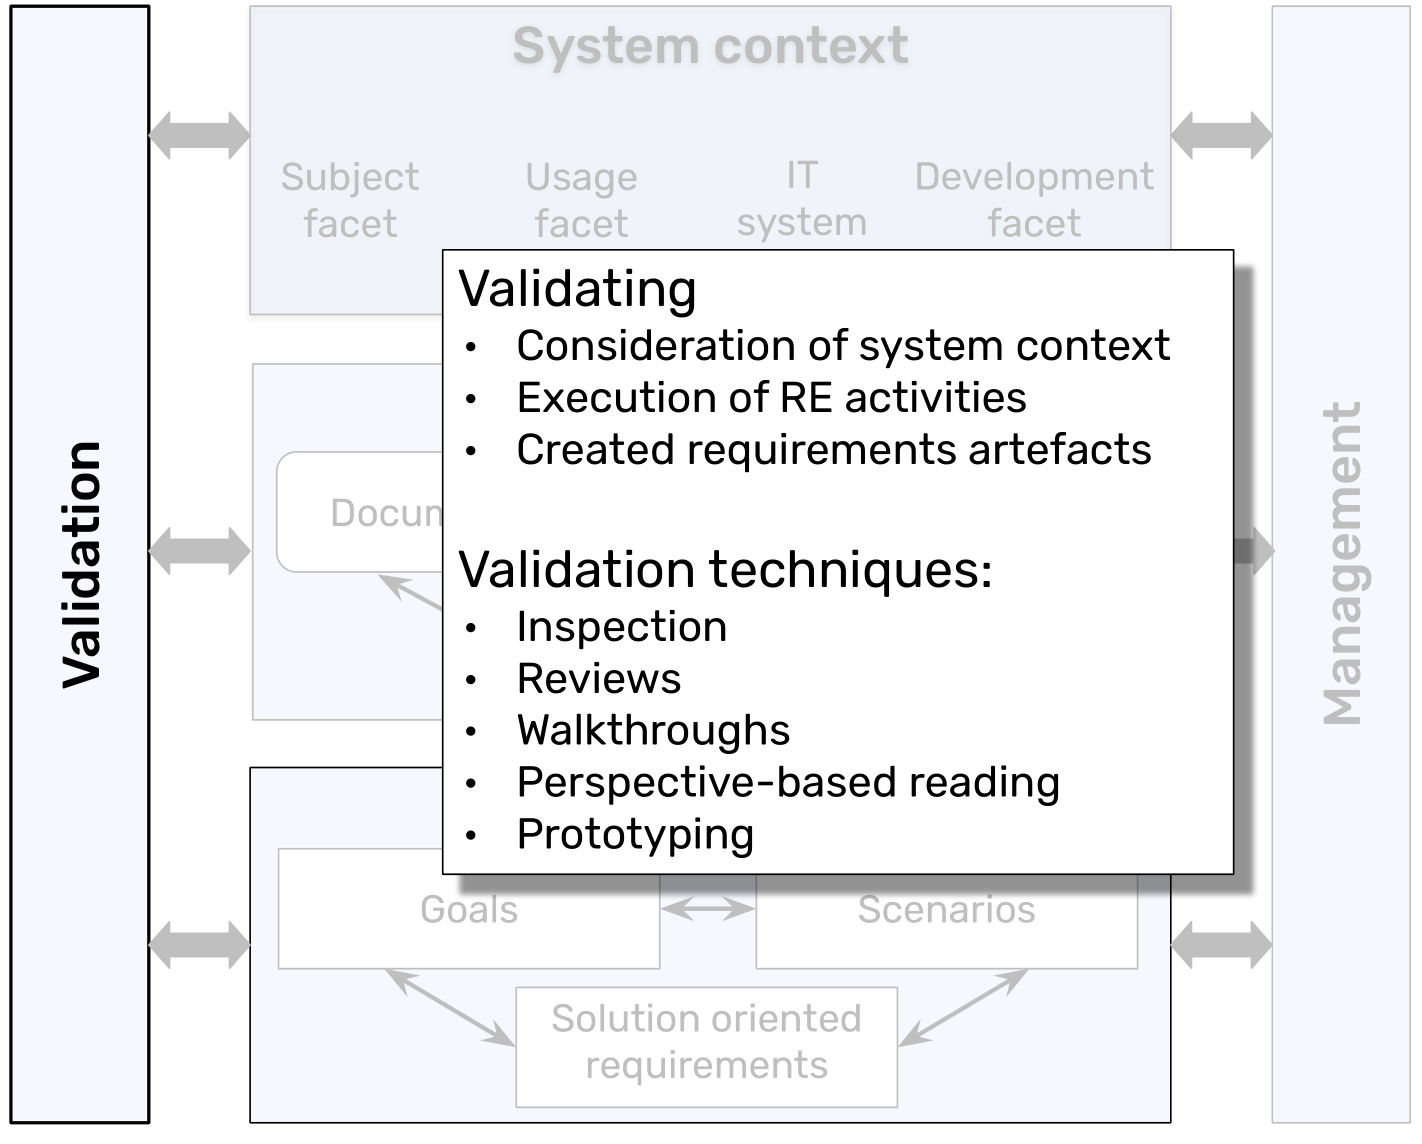 System context
Subject
facet
Usage
facet
IT
system
Development
facet
Validation
Validating
• Consideration of system context
• Execution of RE activities
• Created requirements artefacts
Validation techniques:
• Inspection
• Reviews
• Walkthroughs
• Perspective-based reading
• Prototyping
Management
Goals
Scenarios
Solution oriented
requirements